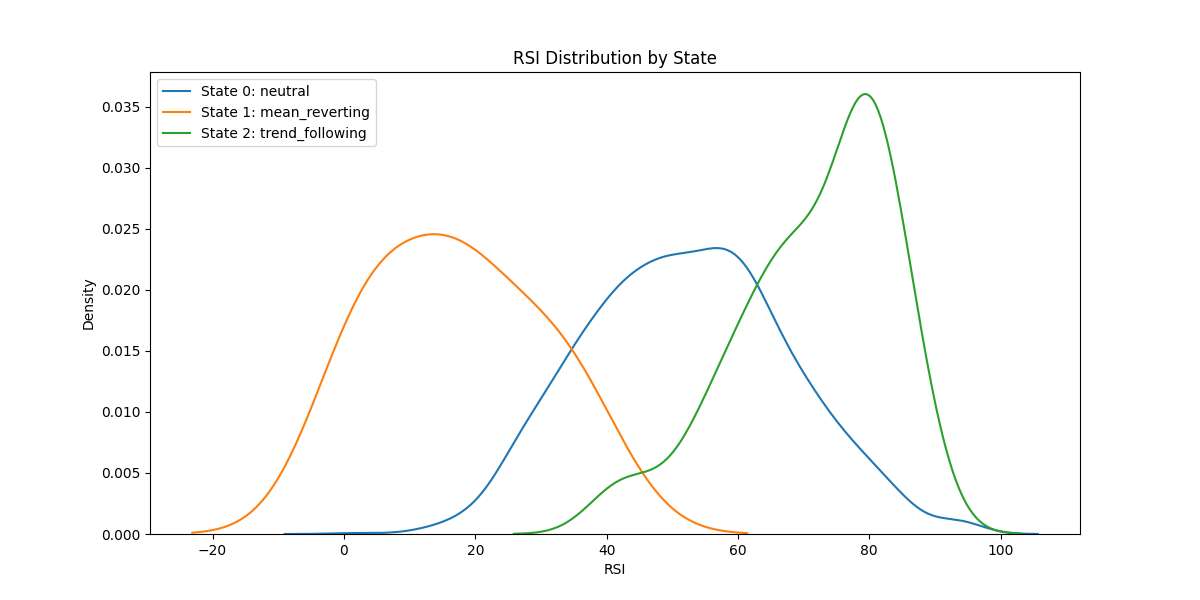 RSI Distribution by State
State 0: neutral
State 1: mean_reverting
State 2: trend_following
Density
0.035
0.030
0.025
0.020
0.015
0.010
0.005
0.000
−20 0 20 40 60 80 100
RSI